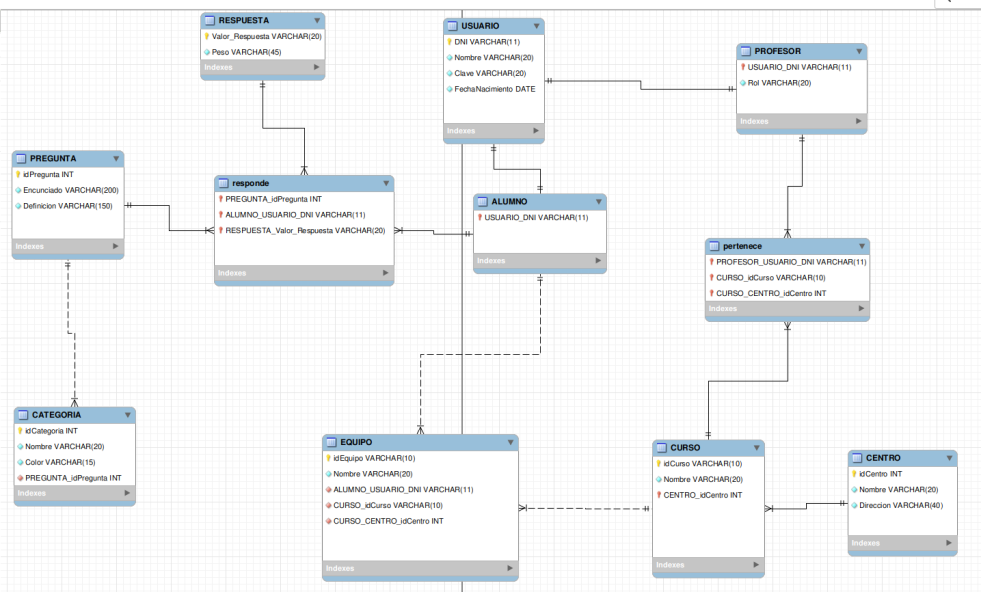 RESPUESTA
Valor_Respuesta VARCHAR(20)
Peso VARCHAR(45)
Indexes
USUARIO
DNI VARCHAR(11)
Nombre VARCHAR(20)
Clave VARCHAR(20)
FechaNacimiento DATE
Indexes
PROFESOR
USUARIO_DNI VARCHAR(11)
Rol VARCHAR(20)
Indexes
PREGUNTA
idPregunta INT
Encunciado VARCHAR(200)
Definicion VARCHAR(150)
Indexes
responde
PREGUNTA_idPregunta INT
ALUMNO_USUARIO_DNI VARCHAR(11)
RESPUESTA_Valor_Respuesta VARCHAR(20)
Indexes
ALUMNO
USUARIO_DNI VARCHAR(11)
Indexes
pertenece
PROFESOR_USUARIO_DNI VARCHAR(11)
CURSO_idCurso VARCHAR(10)
CURSO_CENTRO_idCentro INT
Indexes
CATEGORIA
idCategoria INT
Nombre VARCHAR(20)
Color VARCHAR(15)
PREGUNTA_idPregunta INT
Indexes
EQUIPO
idEquipo VARCHAR(10)
Nombre VARCHAR(20)
ALUMNO_USUARIO_DNI VARCHAR(11)
CURSO_idCurso VARCHAR(10)
CURSO_CENTRO_idCentro INT
Indexes
CURSO
idCurso VARCHAR(10)
Nombre VARCHAR(20)
CENTRO_idCentro INT
Indexes
CENTRO
idCentro INT
Nombre VARCHAR(20)
Direccion VARCHAR(40)
Indexes